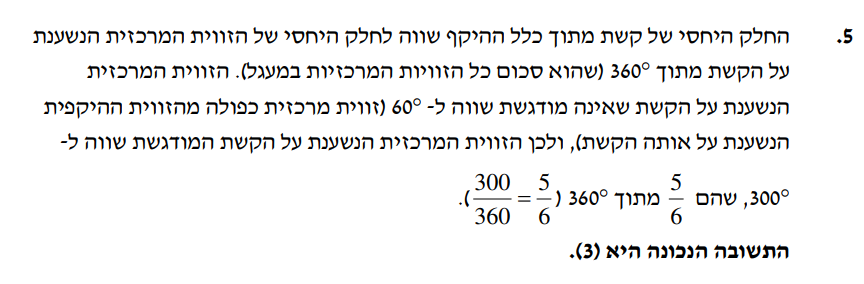 5. החלק היחסי של קשת מתוך כלל ההיקף שווה לחלק היחסי של הזווית המרכזית הנשענת
על הקשת מתוך 360° (שהוא סכום כל הזוויות המרכזיות במעגל). הזווית המרכזית
הנשענת על הקשת שאינה מודגשת שווה ל- 60° (זווית מרכזית כפולה מהזווית ההיקפית
הנשענת על אותה הקשת), ולכן הזווית המרכזית הנשענת על הקשת המודגשת שווה ל-
300°, שהם 5/6 מתוך 360° (300/360 = 5/6).
התשובה הנכונה היא (3).